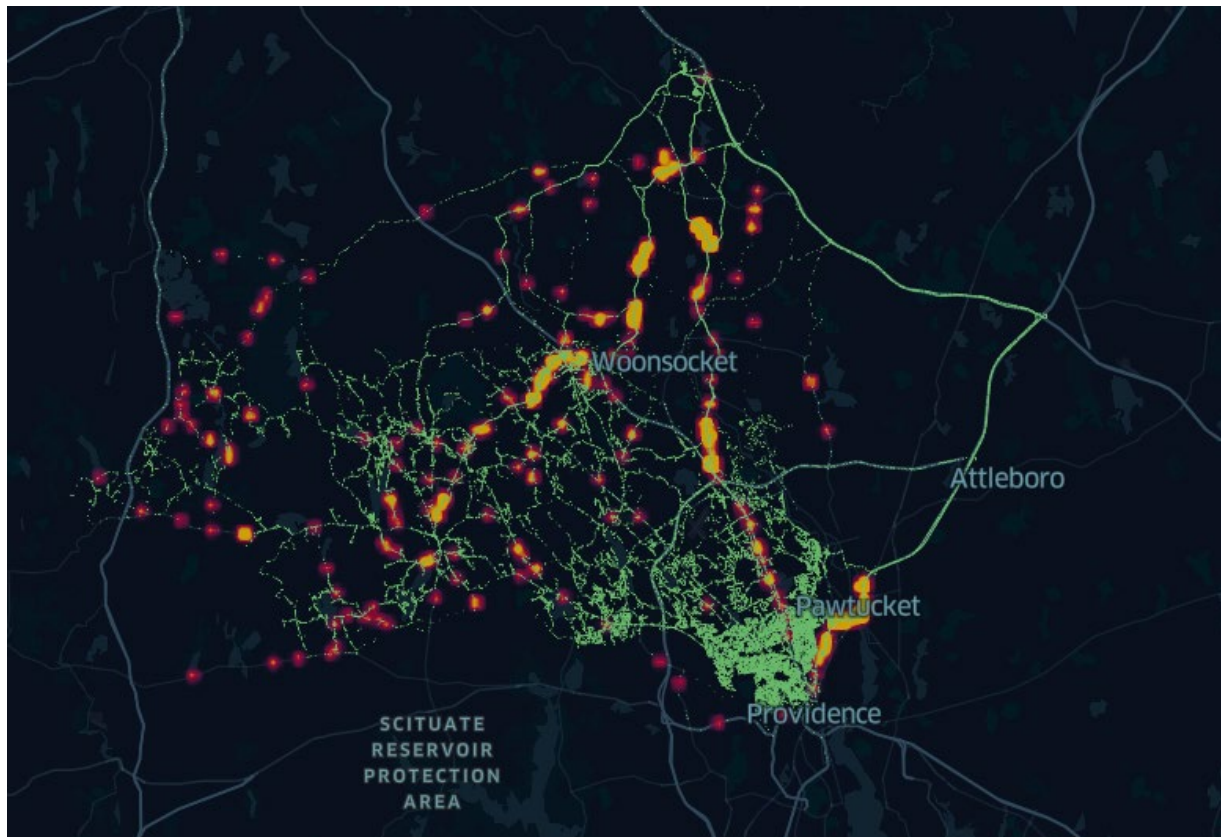 Woonsocket
Attleboro
Pawtucket
Providence
SCITUATE
RESERVOIR
PROTECTION
AREA